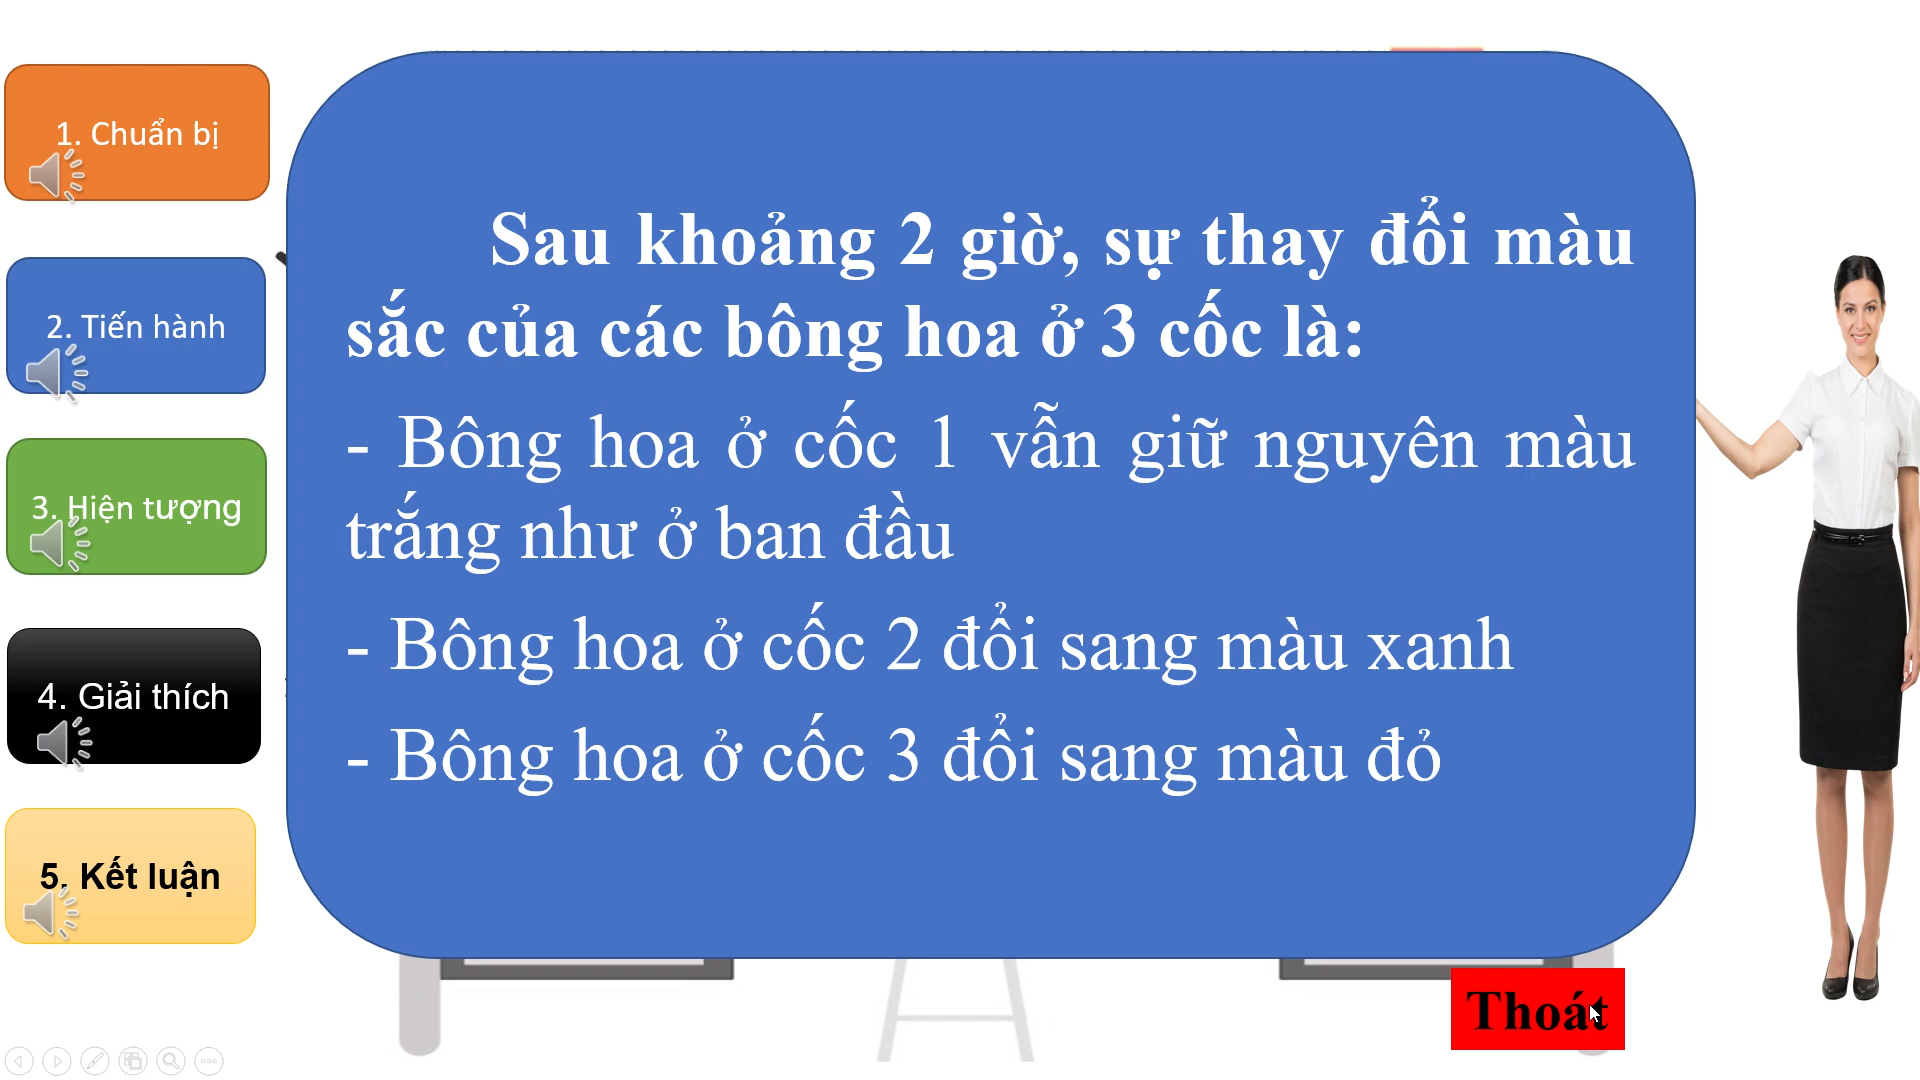 1. Chuẩn bị
2. Tiến hành
3. Hiện tượng
4. Giải thích
5. Kết luận
Sau khoảng 2 giờ, sự thay đổi màu
sắc của các bông hoa ở 3 cốc là:
- Bông hoa ở cốc 1 vẫn giữ nguyên màu
trắng như ở ban đầu
- Bông hoa ở cốc 2 đổi sang màu xanh
- Bông hoa ở cốc 3 đổi sang màu đỏ
Thoát